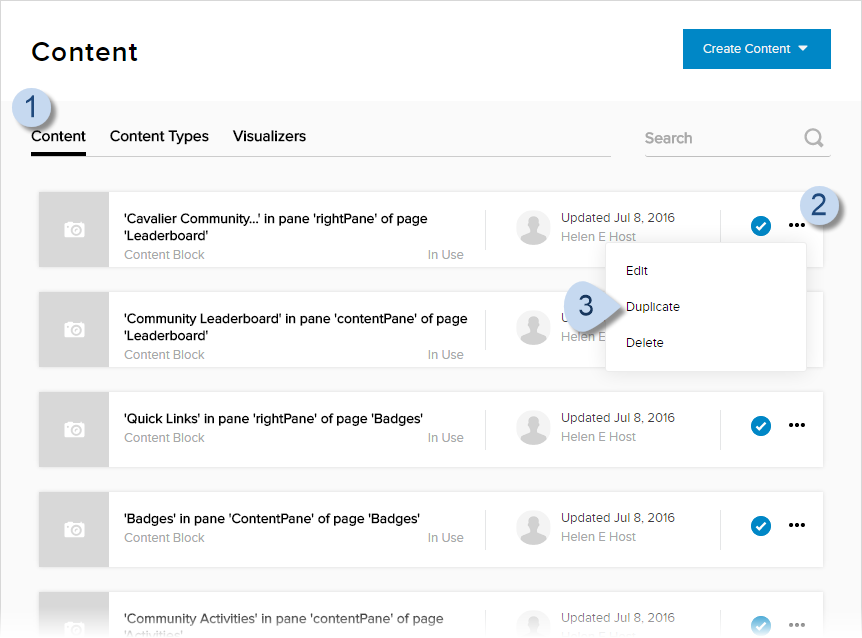 Content
Create Content
1
Content Content Types Visualizers
Search
2
'Cavalier Community...' in pane 'rightPane' of page
'Leaderboard'
Content Block
In Use
Updated Jul 8, 2016
Helen E Host
Edit
3
Duplicate
Delete
'Community Leaderboard' in pane 'contentPane' of page
'Leaderboard'
Content Block
In Use
Helen E
'Quick Links' in pane 'rightPane' of page 'Badges'
Content Block
In Use
Updated Jul 8, 2016
Helen E Host
'Badges' in pane 'ContentPane' of page 'Badges'
Content Block
In Use
Updated Jul 8, 2016
Helen E Host
'Community Activities' in pane 'contentPane' of page
'Activities'
Updated Jul 8, 2016
Helen E Host